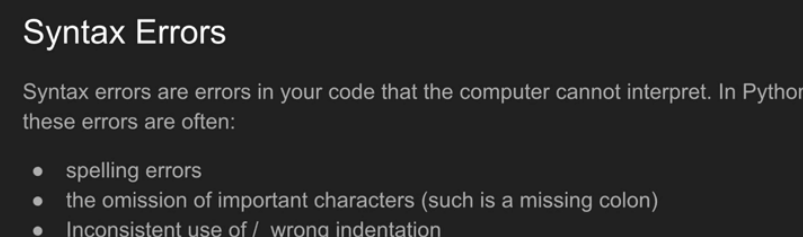 Syntax Errors
Syntax errors are errors in your code that the computer cannot interpret. In Python
these errors are often:
● spelling errors
● the omission of important characters (such is a missing colon)
● Inconsistent use of / wrong indentation